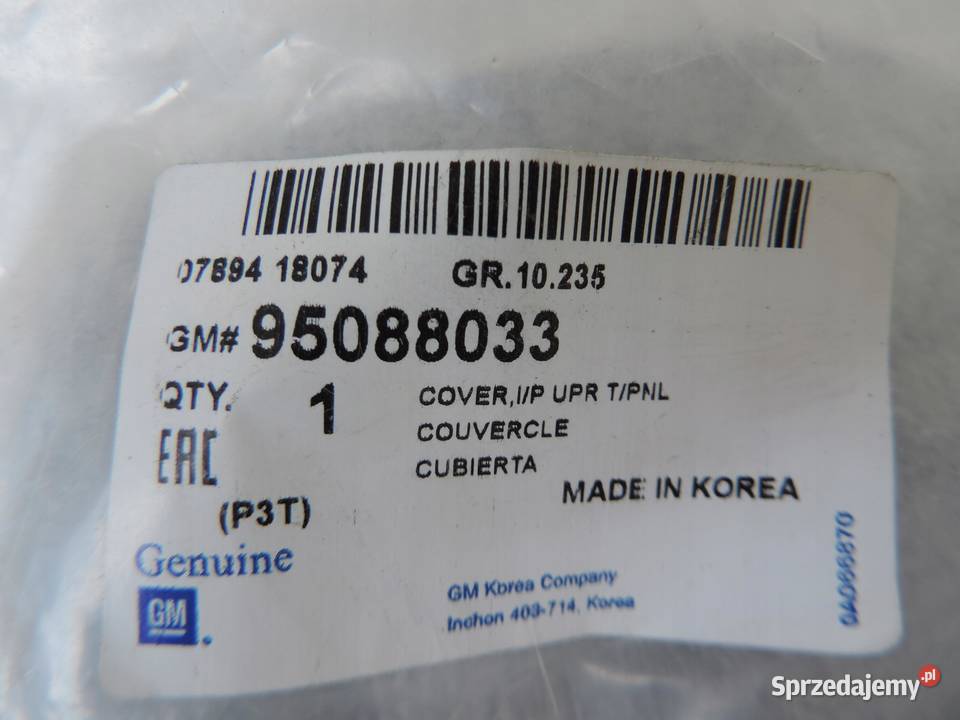 07894 18074 GR.10.235
GM# 95088033
QTY. 1 COVER,I/P UPR T/PNL
COUVERCLE
EAC CUBIERTA
MADE IN KOREA
(P3T)
Genuine
GM
GM Korea Company
Inchon 403-714, Korea
0A066870
Sprzedajemy.pl